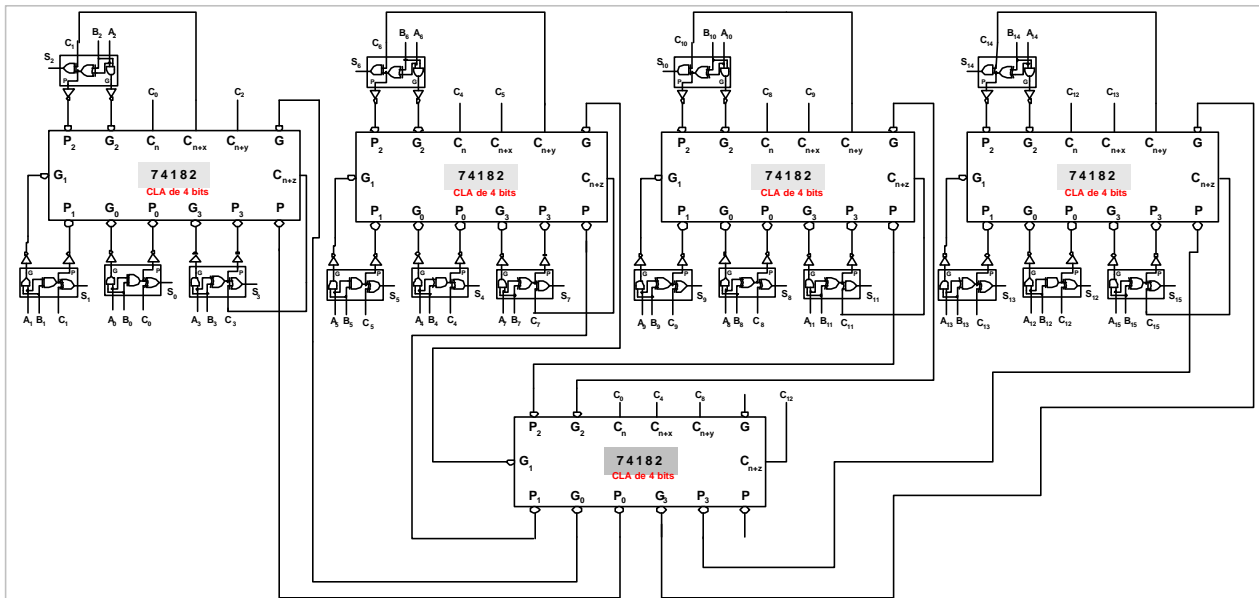 B₂ A₂
C₁
S₂
P G
C₀ C₂
P₂ G₂ Cₙ Cₙ₊ₓ Cₙ₊ᵧ G
G₁ 74182 Cₙ₊z
CLA de 4 bits
P₁ G₀ P₀ G₃ P₃ P
G P
P
S₁ S₀ S₃
A₁ B₁ C₁ A₀ B₀ C₀ A₃ B₃ C₃
B₆ A₆
C₆
S₆
P G
C₄ C₅
P₂ G₂ Cₙ Cₙ₊ₓ Cₙ₊ᵧ G
G₁ 74182 Cₙ₊z
CLA de 4 bits
P₁ G₀ P₀ G₃ P₃ P
G P
P
S₅ S₄ S₇
A₅ B₅ C₅ A₄ B₄ C₄ A₇ B₇ C₇
B₁₀ A₁₀
C₁₀
S₁₀
P G
C₈ C₉
P₂ G₂ Cₙ Cₙ₊ₓ Cₙ₊ᵧ G
G₁ 74182 Cₙ₊z
CLA de 4 bits
P₁ G₀ P₀ G₃ P₃ P
G P
P
S₉ S₈ S₁₁
A₉ B₉ C₉ C₈ A₁₁ B₁₁ C₁₁
B₁₄ A₁₄
C₁₄
S₁₄
P G
C₁₂ C₁₃
P₂ G₂ Cₙ Cₙ₊ₓ Cₙ₊ᵧ G
G₁ 74182 Cₙ₊z
CLA de 4 bits
P₁ G₀ P₀ G₃ P₃ P
G P
P
S₁₃ S₁₂ S₁₅
A₁₃ B₁₃ C₁₃ A₁₂ B₁₂ C₁₂ A₁₅ B₁₅ C₁₅
C₀ C₄ C₈ C₁₂
P₂ G₂ Cₙ Cₙ₊ₓ Cₙ₊ᵧ G
G₁ 74182 Cₙ₊z
CLA de 4 bits
P₁ G₀ P₀ G₃ P₃ P